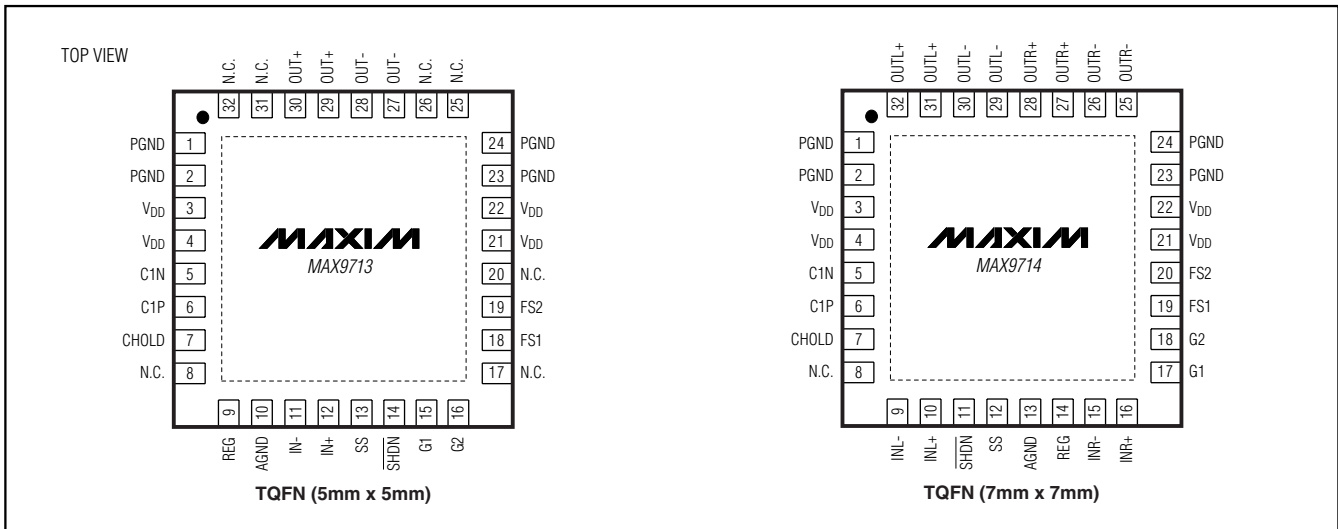 TOP VIEW
N.C. N.C. OUT+ OUT+ OUT- OUT- N.C. N.C.
32 31 30 29 28 27 26 25
PGND 1 24 PGND
PGND 2 23 PGND
VDD 3 22 VDD
VDD 4 21 VDD
C1N 5 20 N.C.
C1P 6 19 FS2
CHOLD 7 18 FS1
N.C. 8 17 N.C.
MAXIM
MAX9713
9 10 11 12 13 14 15 16
REG AGND IN- IN+ SS SHDN G1 G2
TQFN (5mm x 5mm)
OUTL+ OUTL+ OUTL- OUTL- OUTR+ OUTR+ OUTR- OUTR-
32 31 30 29 28 27 26 25
PGND 1 24 PGND
PGND 2 23 PGND
VDD 3 22 VDD
VDD 4 21 VDD
C1N 5 20 FS2
C1P 6 19 FS1
CHOLD 7 18 G2
N.C. 8 17 G1
MAXIM
MAX9714
9 10 11 12 13 14 15 16
INL- INL+ SHDN SS AGND REG INR- INR+
TQFN (7mm x 7mm)